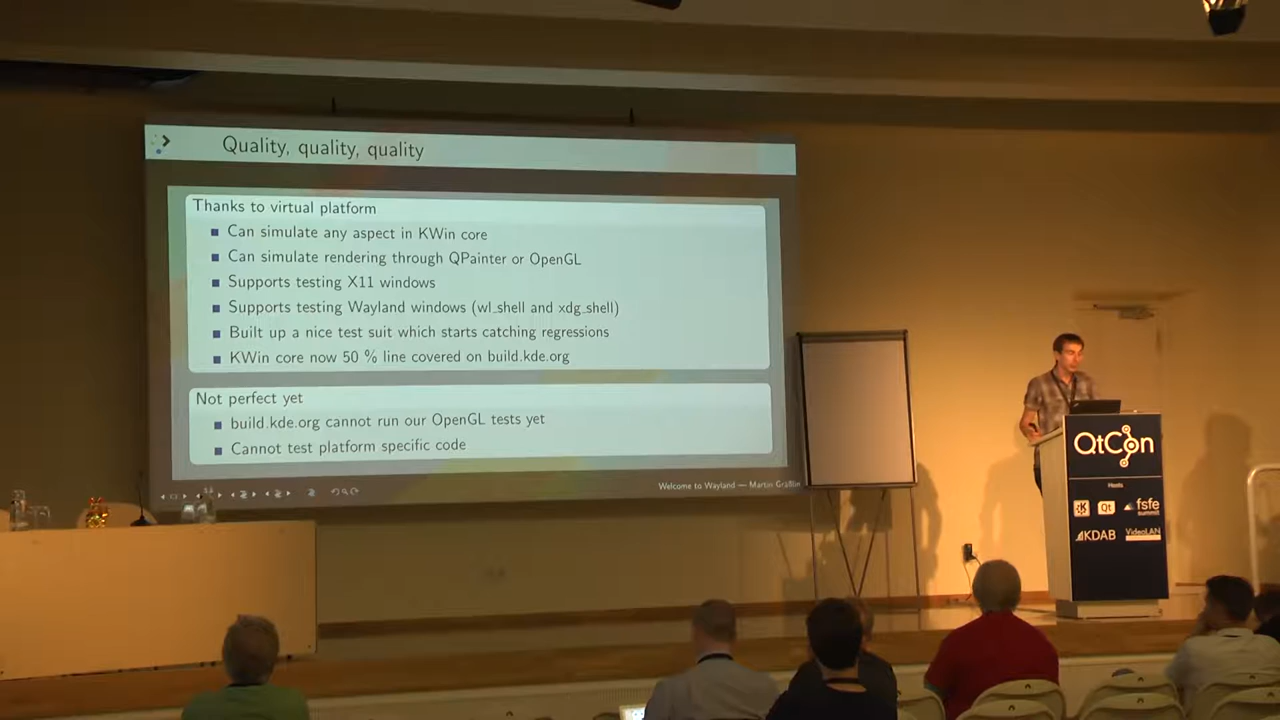 Quality, quality, quality
Thanks to virtual platform
Can simulate any aspect in KWin core
Can simulate rendering through QPainter or OpenGL
Supports testing X11 windows
Supports testing Wayland windows (wl_shell and xdg_shell)
Built up a nice test suit which starts catching regressions
KWin core now 50 % line covered on build.kde.org
Not perfect yet
build.kde.org cannot run our OpenGL tests yet
Cannot test platform specific code
Welcome to Wayland — Martin Gräßlin
QtCon
Hosts
Qt
fsfe
summit
KDAB
VideoLAN